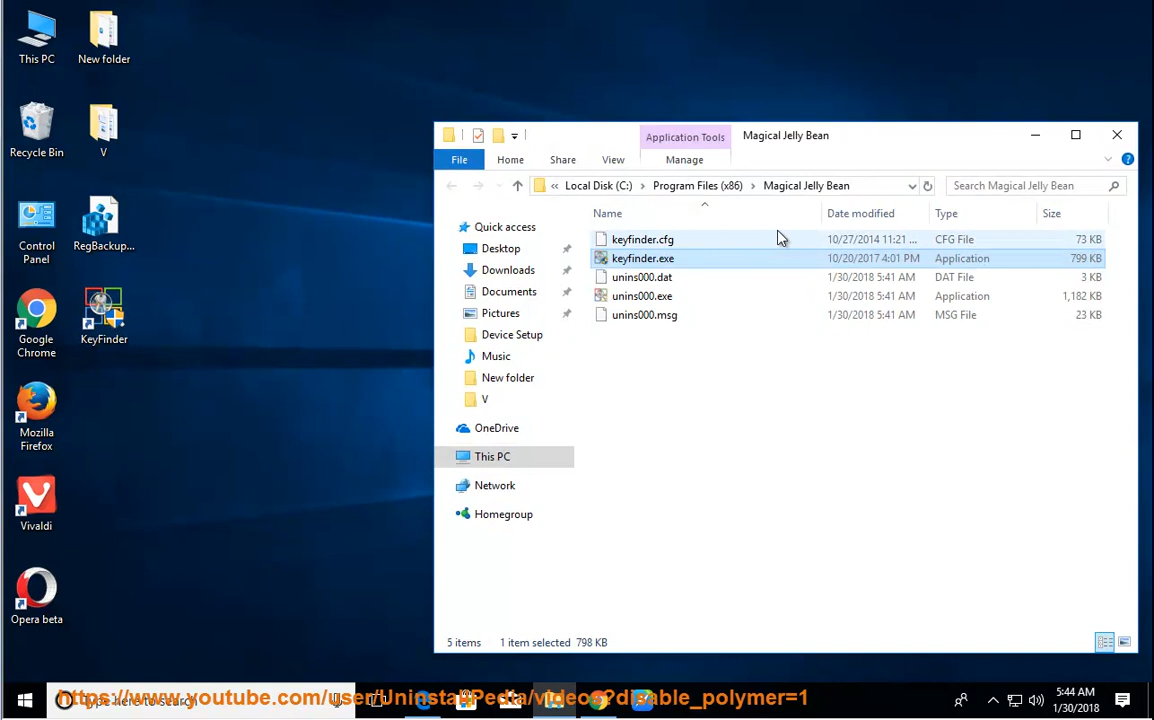 This PC
New folder
Recycle Bin
V
Control
Panel
RegBackup...
Google
Chrome
KeyFinder
Mozilla
Firefox
Vivaldi
Opera beta
Application Tools
Magical Jelly Bean
File
Home
Share
View
Manage
« Local Disk (C:) > Program Files (x86) > Magical Jelly Bean
Search Magical Jelly Bean
Quick access
Desktop
Downloads
Documents
Pictures
Device Setup
Music
New folder
V
OneDrive
This PC
Network
Homegroup
Name Date modified Type Size
keyfinder.cfg 10/27/2014 11:21 ... CFG File 73 KB
keyfinder.exe 10/20/2017 4:01 PM Application 799 KB
unins000.dat 1/30/2018 5:41 AM DAT File 3 KB
unins000.exe 1/30/2018 5:41 AM Application 1,182 KB
unins000.msg 1/30/2018 5:41 AM MSG File 23 KB
5 items 1 item selected 798 KB
Type here to search
https://www.youtube.com/user/UninstallPedia/videos?disable_polymer=1
5:44 AM
1/30/2018